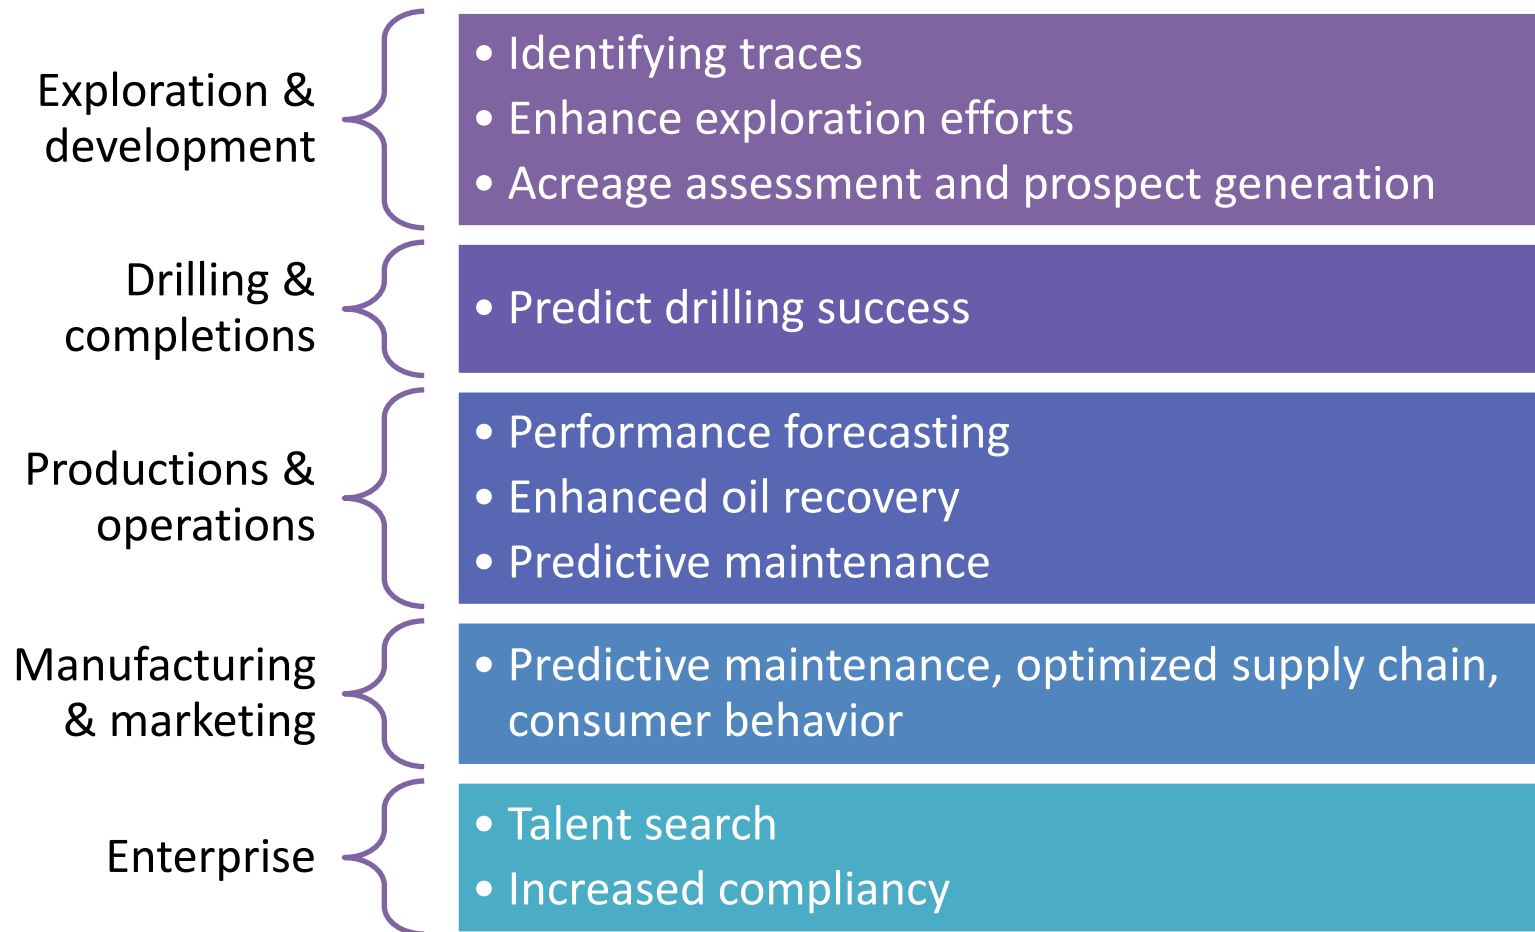 Exploration &
development
• Identifying traces
• Enhance exploration efforts
• Acreage assessment and prospect generation
Drilling &
completions
• Predict drilling success
Productions &
operations
• Performance forecasting
• Enhanced oil recovery
• Predictive maintenance
Manufacturing
& marketing
• Predictive maintenance, optimized supply chain,
consumer behavior
Enterprise
• Talent search
• Increased compliancy